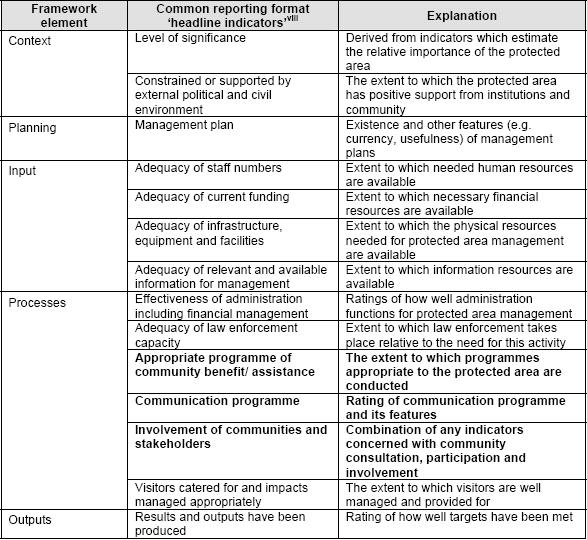 Framework element
Common reporting format 'headline indicators'viii
Explanation
Context
Level of significance
Derived from indicators which estimate
the relative importance of the protected
area
Constrained or supported by
external political and civil
environment
The extent to which the protected area
has positive support from institutions and
community
Planning
Management plan
Existence and other features (e.g.
currency, usefulness) of management
plans
Input
Adequacy of staff numbers
Extent to which needed human resources
are available
Adequacy of current funding
Extent to which necessary financial
resources are available
Adequacy of infrastructure,
equipment and facilities
Extent to which the physical resources
needed for protected area management
are available
Adequacy of relevant and available
information for management
Extent to which information resources are
available
Processes
Effectiveness of administration
including financial management
Ratings of how well administration
functions for protected area management
Adequacy of law enforcement
capacity
Extent to which law enforcement takes
place relative to the need for this activity
Appropriate programme of
community benefit/ assistance
The extent to which programmes
appropriate to the protected area are
conducted
Communication programme
Rating of communication programme
and its features
Involvement of communities and
stakeholders
Combination of any indicators
concerned with community
consultation, participation and
involvement
Visitors catered for and impacts
managed appropriately
The extent to which visitors are well
managed and provided for
Outputs
Results and outputs have been
produced
Rating of how well targets have been met